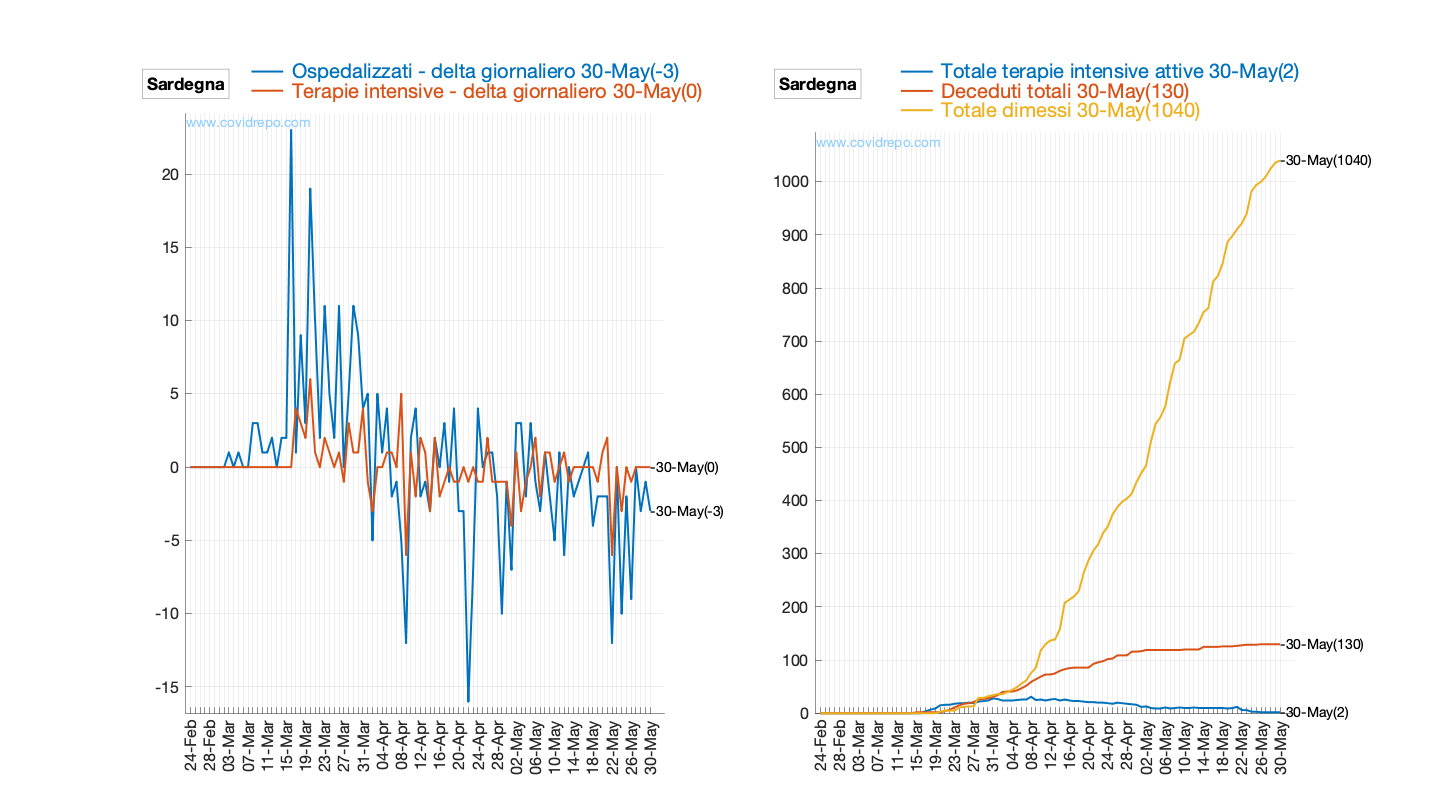 Sardegna
Ospedalizzati - delta giornaliero 30-May(-3)
Terapie intensive - delta giornaliero 30-May(0)
www.covidrepo.com
20
15
10
5
0
-5
-10
-15
30-May(0)
30-May(-3)
24-Feb
28-Feb
03-Mar
07-Mar
11-Mar
15-Mar
19-Mar
23-Mar
27-Mar
31-Mar
04-Apr
08-Apr
12-Apr
16-Apr
20-Apr
24-Apr
28-Apr
02-May
06-May
10-May
14-May
18-May
22-May
26-May
30-May
Sardegna
Totale terapie intensive attive 30-May(2)
Deceduti totali 30-May(130)
Totale dimessi 30-May(1040)
www.covidrepo.com
1000
900
800
700
600
500
400
300
200
100
0
30-May(1040)
30-May(130)
30-May(2)
24-Feb
28-Feb
03-Mar
07-Mar
11-Mar
15-Mar
19-Mar
23-Mar
27-Mar
31-Mar
04-Apr
08-Apr
12-Apr
16-Apr
20-Apr
24-Apr
28-Apr
02-May
06-May
10-May
14-May
18-May
22-May
26-May
30-May